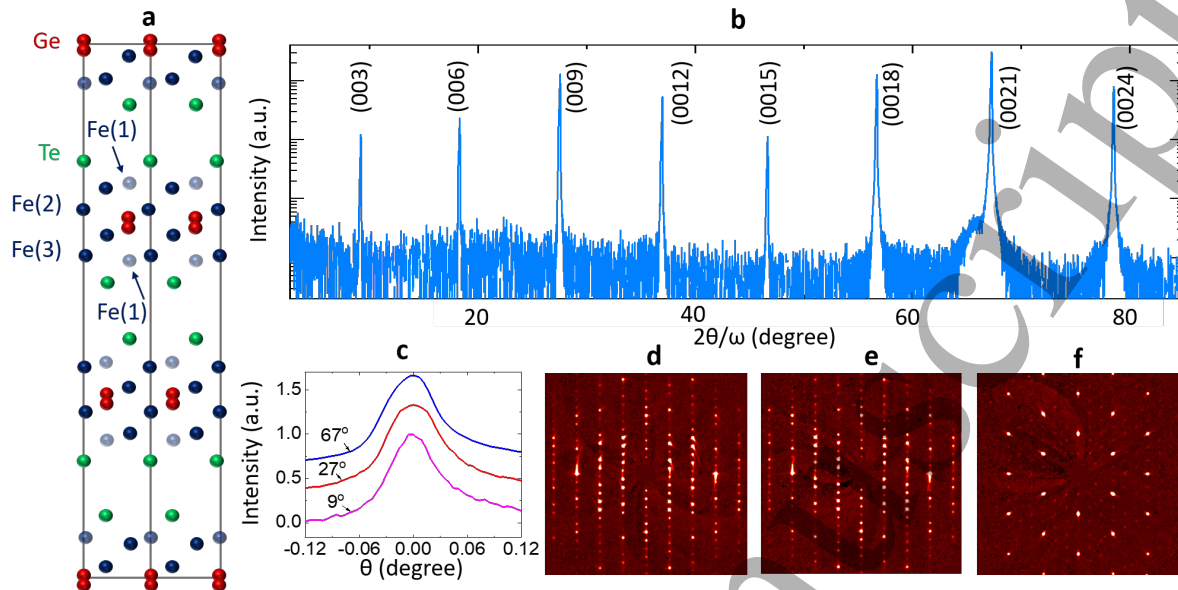 a
Ge
Fe(1)
Te
Fe(2)
Fe(3)
Fe(1)
b
Intensity (a.u.)
(003)
(006)
(009)
(0012)
(0015)
(0018)
(0021)
(0024)
20
40
60
80
2θ/ω (degree)
c
Intensity (a.u.)
1.5
1.0
0.5
0.0
67°
27°
9°
-0.12
-0.06
0.00
0.06
0.12
θ (degree)
d
e
f